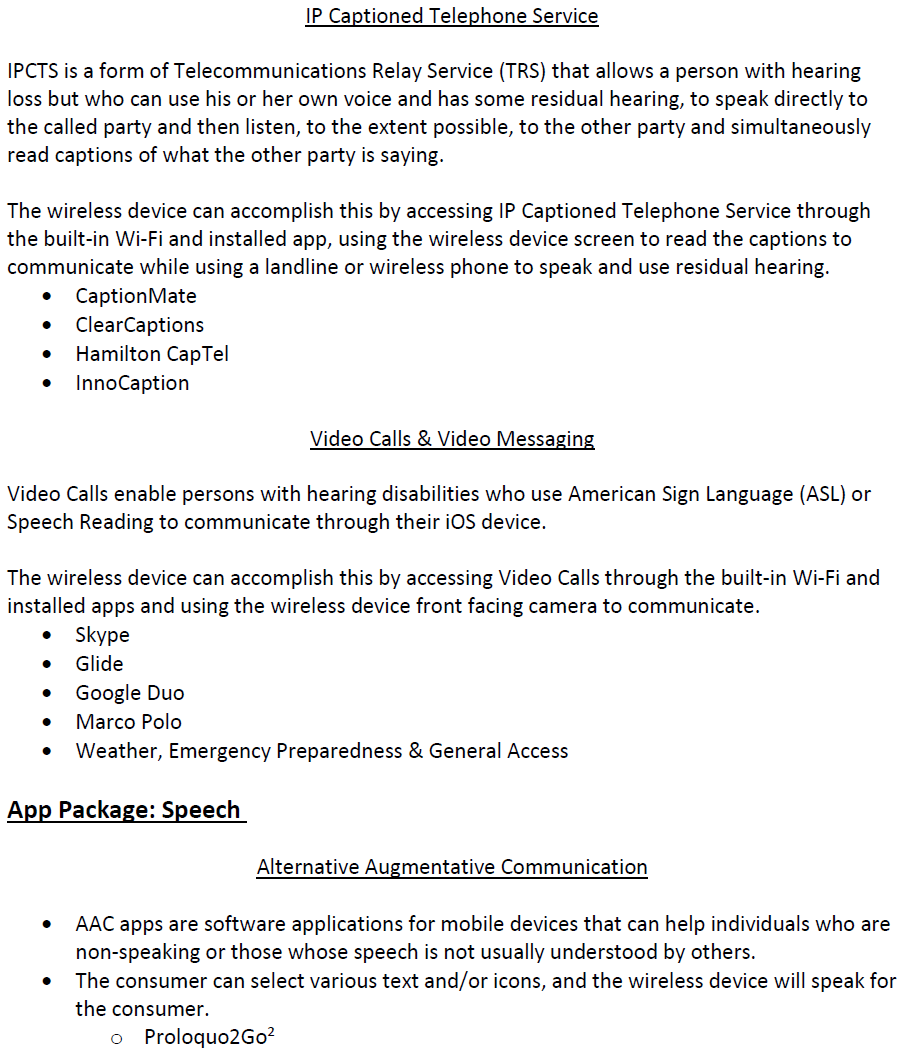 IP Captioned Telephone Service
IPCTS is a form of Telecommunications Relay Service (TRS) that allows a person with hearing
loss but who can use his or her own voice and has some residual hearing, to speak directly to
the called party and then listen, to the extent possible, to the other party and simultaneously
read captions of what the other party is saying.
The wireless device can accomplish this by accessing IP Captioned Telephone Service through
the built-in Wi-Fi and installed app, using the wireless device screen to read the captions to
communicate while using a landline or wireless phone to speak and use residual hearing.
• CaptionMate
• ClearCaptions
• Hamilton CapTel
• InnoCaption
Video Calls & Video Messaging
Video Calls enable persons with hearing disabilities who use American Sign Language (ASL) or
Speech Reading to communicate through their iOS device.
The wireless device can accomplish this by accessing Video Calls through the built-in Wi-Fi and
installed apps and using the wireless device front facing camera to communicate.
• Skype
• Glide
• Google Duo
• Marco Polo
• Weather, Emergency Preparedness & General Access
App Package: Speech
Alternative Augmentative Communication
• AAC apps are software applications for mobile devices that can help individuals who are
non-speaking or those whose speech is not usually understood by others.
• The consumer can select various text and/or icons, and the wireless device will speak for
the consumer.
o Proloquo2Go²